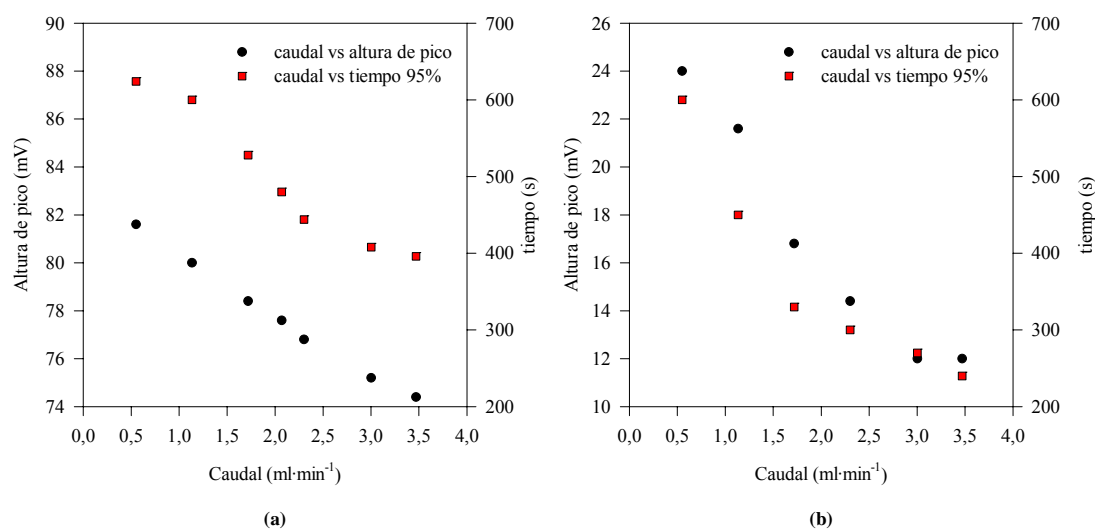 90
88
86
84
82
80
78
76
74
Altura de pico (mV)
700
600
500
400
300
200
tiempo (s)
caudal vs altura de pico
caudal vs tiempo 95%
0,0 0,5 1,0 1,5 2,0 2,5 3,0 3,5 4,0
Caudal (ml·min⁻¹)
(a)
26
24
22
20
18
16
14
12
10
Altura de pico (mV)
700
600
500
400
300
200
tiempo (s)
caudal vs altura de pico
caudal vs tiempo 95%
0,0 0,5 1,0 1,5 2,0 2,5 3,0 3,5 4,0
Caudal (ml·min⁻¹)
(b)